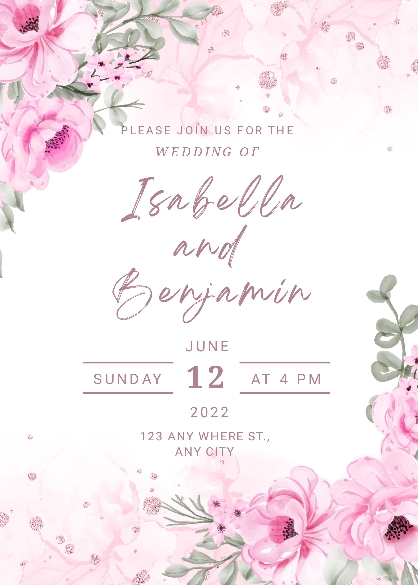 PLEASE JOIN US FOR THE
WEDDING OF
Isabella
and
Benjamin
JUNE
SUNDAY 12 AT 4 PM
2022
123 ANY WHERE ST.,
ANY CITY